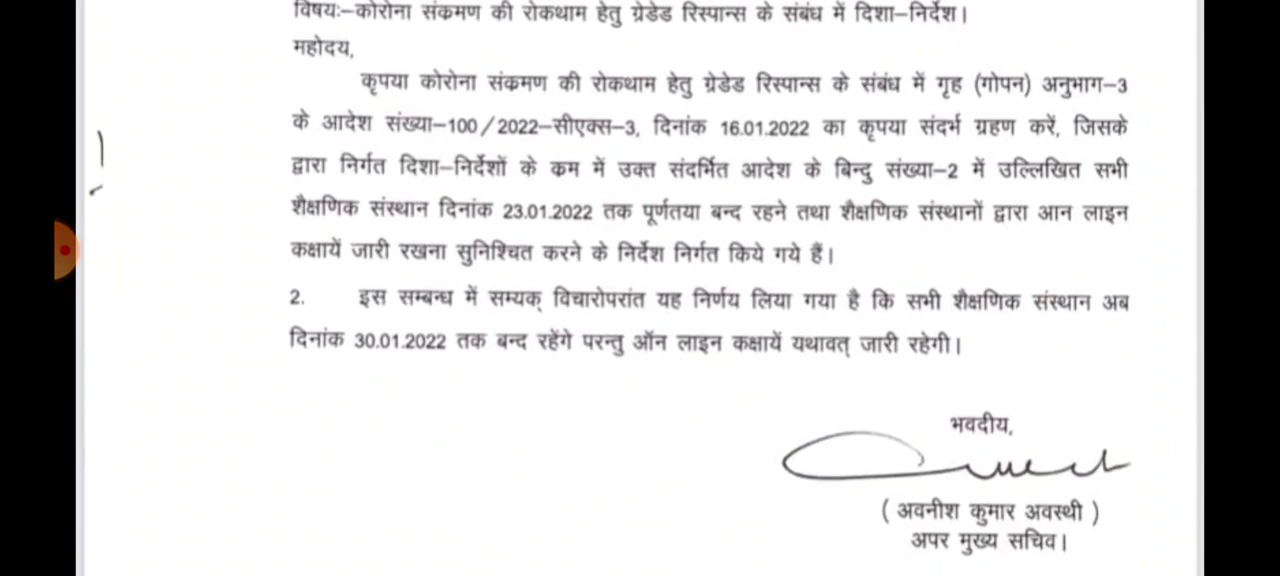 विषयः–कोरोना संकमण की रोकथाम हेतु ग्रेडेड रिस्पान्स के संबंध में दिशा–निर्देश।
महोदय,
कृपया कोरोना संकमण की रोकथाम हेतु ग्रेडेड रिस्पान्स के संबंध में गृह (गोपन) अनुभाग–3
के आदेश संख्या–100/2022–सीएक्स–3, दिनांक 16.01.2022 का कृपया संदर्भ ग्रहण करें, जिसके
द्वारा निर्गत दिशा–निर्देशों के कम में उक्त संदर्भित आदेश के बिन्दु संख्या–2 में उल्लिखित सभी
शैक्षणिक संस्थान दिनांक 23.01.2022 तक पूर्णतया बन्द रहने तथा शैक्षणिक संस्थानों द्वारा आन लाइन
कक्षायें जारी रखना सुनिश्चित करने के निर्देश निर्गत किये गये हैं।
2. इस सम्बन्ध में सम्यक् विचारोपरांत यह निर्णय लिया गया है कि सभी शैक्षणिक संस्थान अब
दिनांक 30.01.2022 तक बन्द रहेंगे परन्तु ऑन लाइन कक्षायें यथावत् जारी रहेगी।
भवदीय,
( अवनीश कुमार अवस्थी )
अपर मुख्य सचिव।